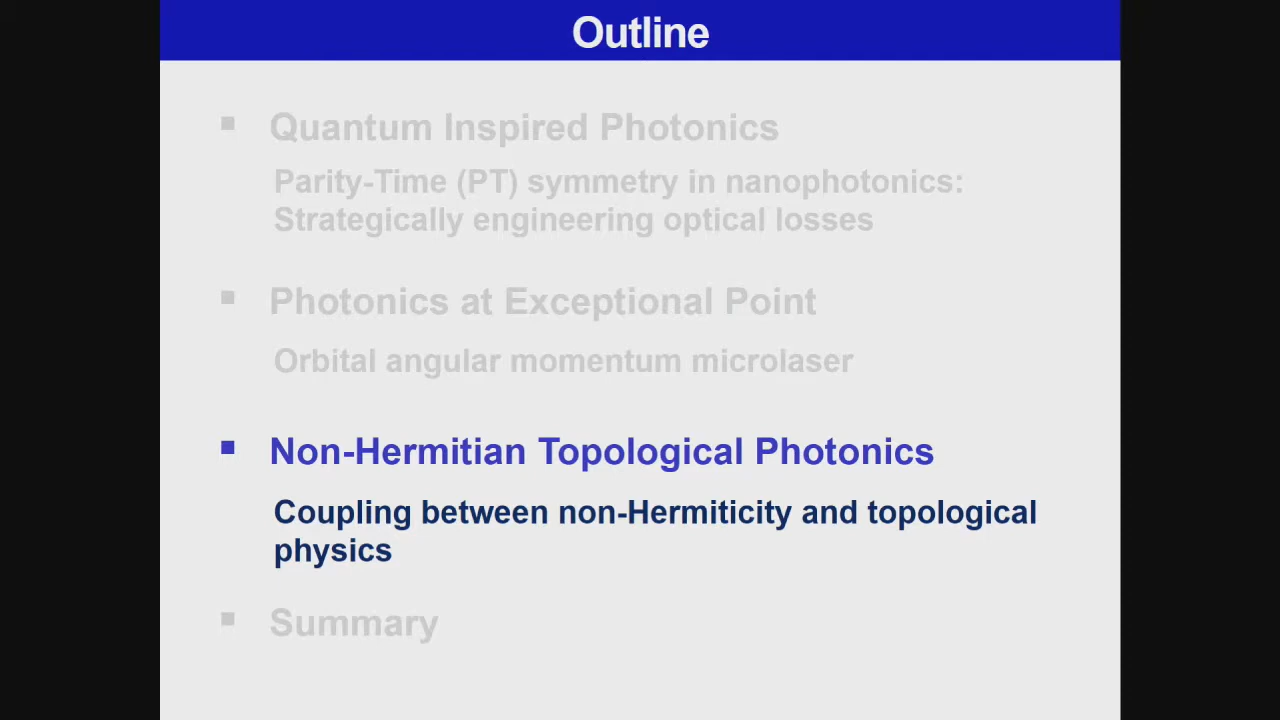 Outline
Quantum Inspired Photonics
Parity-Time (PT) symmetry in nanophotonics:
Strategically engineering optical losses
Photonics at Exceptional Point
Orbital angular momentum microlaser
Non-Hermitian Topological Photonics
Coupling between non-Hermiticity and topological
physics
Summary